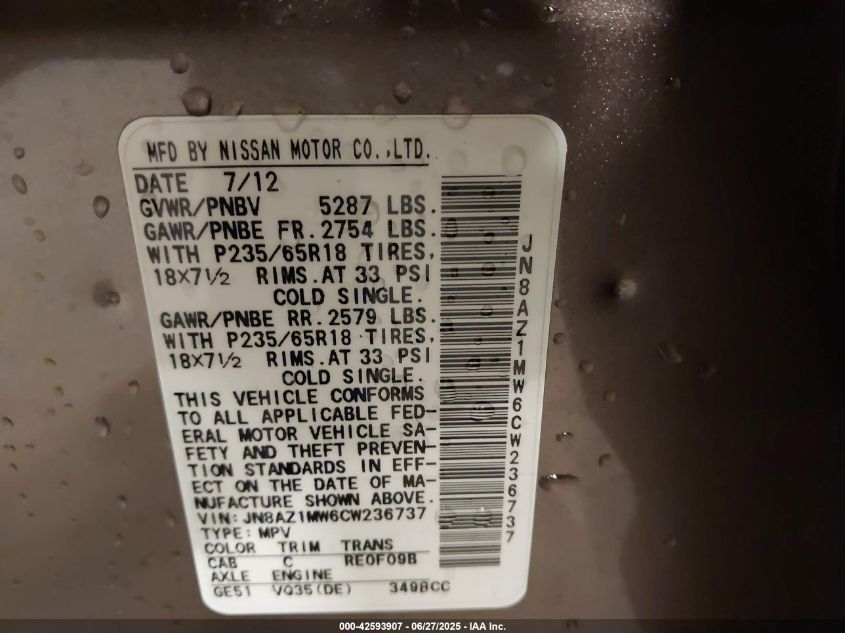 MFD BY NISSAN MOTOR CO.,LTD.
DATE 7/12
GVWR/PNBV 5287 LBS.
GAWR/PNBE FR. 2754 LBS.
WITH P235/65R18 TIRES,
18X7½ RIMS. AT 33 PSI
COLD SINGLE.
GAWR/PNBE RR. 2579 LBS.
WITH P235/65R18 TIRES,
18X7½ RIMS. AT 33 PSI
COLD SINGLE.
THIS VEHICLE CONFORMS
TO ALL APPLICABLE FED-
ERAL MOTOR VEHICLE SA-
FETY AND THEFT PREVEN-
TION STANDARDS IN EFF-
ECT ON THE DATE OF MA-
NUFACTURE SHOWN ABOVE.
VIN: JN8AZ1MW6CW236737
TYPE: MPV
COLOR TRIM TRANS
CAB C RE0F09B
AXLE ENGINE
GE51 VQ35(DE) 3498CC
JN8AZ1MW6CW236737
000-42593907 - 06/27/2025 - IAA Inc.